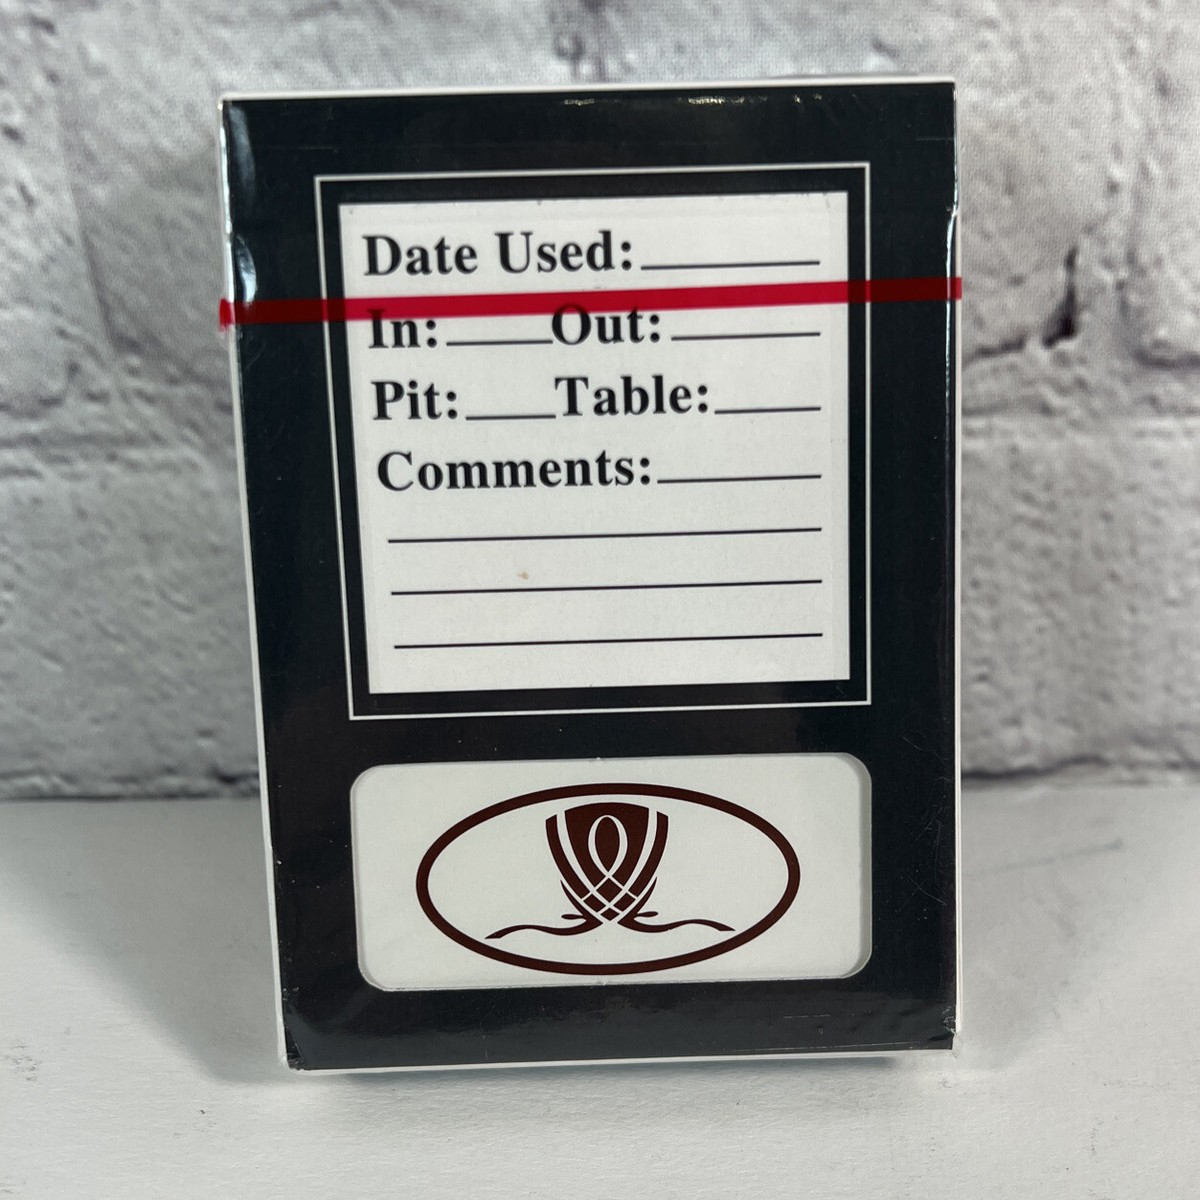 Date Used:
In: Out:
Pit: Table:
Comments: